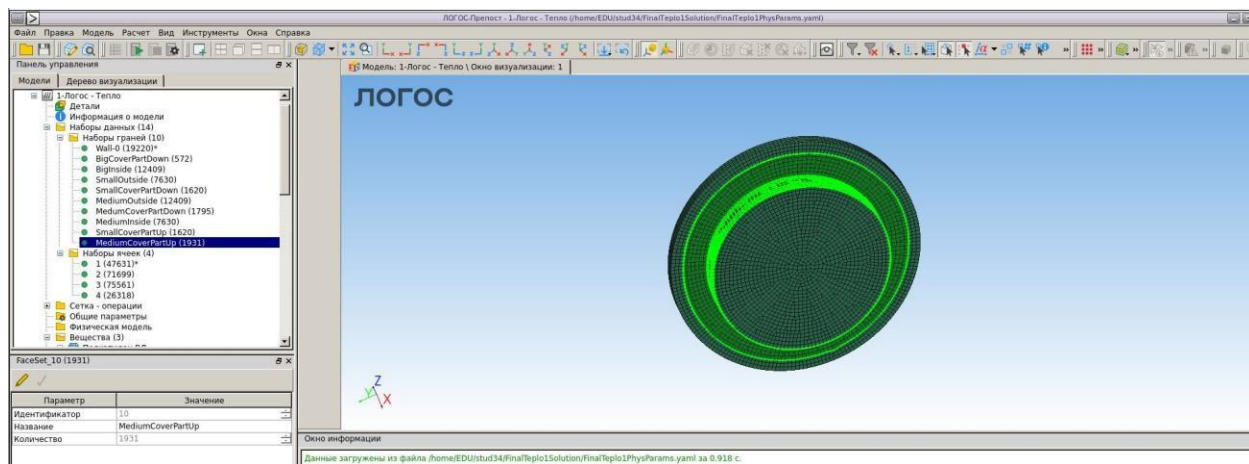 ЛОГОС-Препост - 1-Логос - Тепло (/home/EDU/stud34/FinalTeplo1Solution/FinalTeplo1PhysParams.yaml)
Файл Правка Модель Расчет Вид Инструменты Окна Справка
Панель управления
Модели Дерево визуализации
1-Логос - Тепло
Детали
Информация о модели
Наборы данных (14)
Наборы граней (10)
Wall-0 (19220)*
BigCoverPartDown (572)
BigInside (12409)
SmallOutside (7630)
SmallCoverPartDown (1620)
MediumOutside (12409)
MedumCoverPartDown (1795)
MediumInside (7630)
SmallCoverPartUp (1620)
MediumCoverPartUp (1931)
Наборы ячеек (4)
1 (47631)*
2 (71699)
3 (75561)
4 (26318)
Сетка - операции
Общие параметры
Физическая модель
Вещества (3)
FaceSet_10 (1931)
Параметр Значение
Идентификатор 10
Название MediumCoverPartUp
Количество 1931
Модель: 1-Логос - Тепло \ Окно визуализации: 1
ЛОГОС
Z
Y
X
Окно информации
Данные загружены из файла /home/EDU/stud34/FinalTeplo1Solution/FinalTeplo1PhysParams.yaml за 0.918 с.